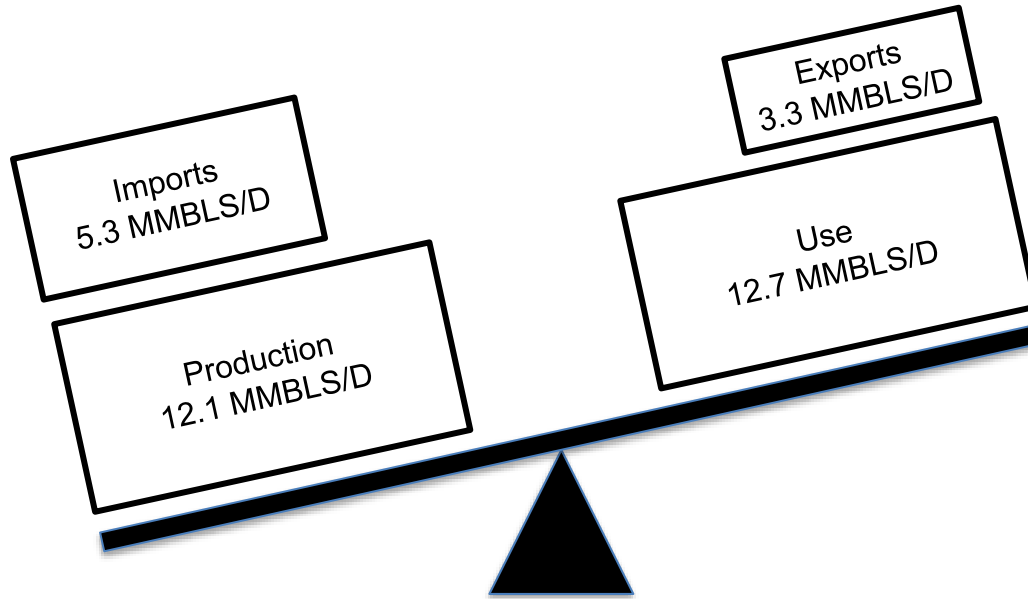 Imports
5.3 MMBLS/D
Production
12.1 MMBLS/D
Exports
3.3 MMBLS/D
Use
12.7 MMBLS/D